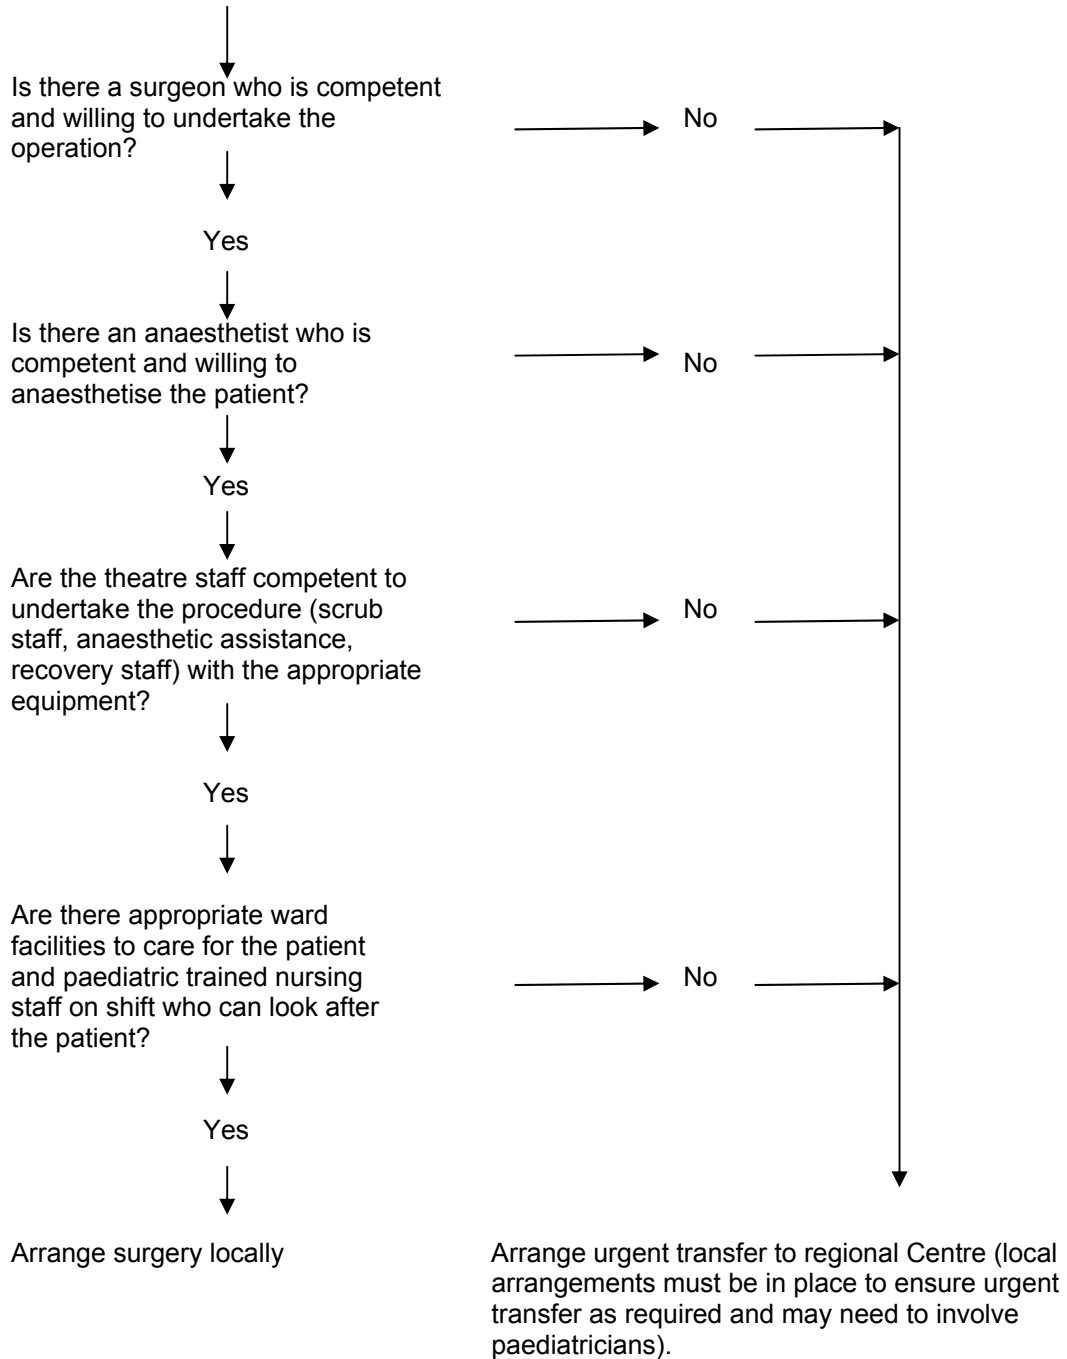 Is there a surgeon who is competent
and willing to undertake the
operation?
No
Yes
Is there an anaesthetist who is
competent and willing to
anaesthetise the patient?
No
Yes
Are the theatre staff competent to
undertake the procedure (scrub
staff, anaesthetic assistance,
recovery staff) with the appropriate
equipment?
No
Yes
Are there appropriate ward
facilities to care for the patient
and paediatric trained nursing
staff on shift who can look after
the patient?
No
Yes
Arrange surgery locally
Arrange urgent transfer to regional Centre (local
arrangements must be in place to ensure urgent
transfer as required and may need to involve
paediatricians).